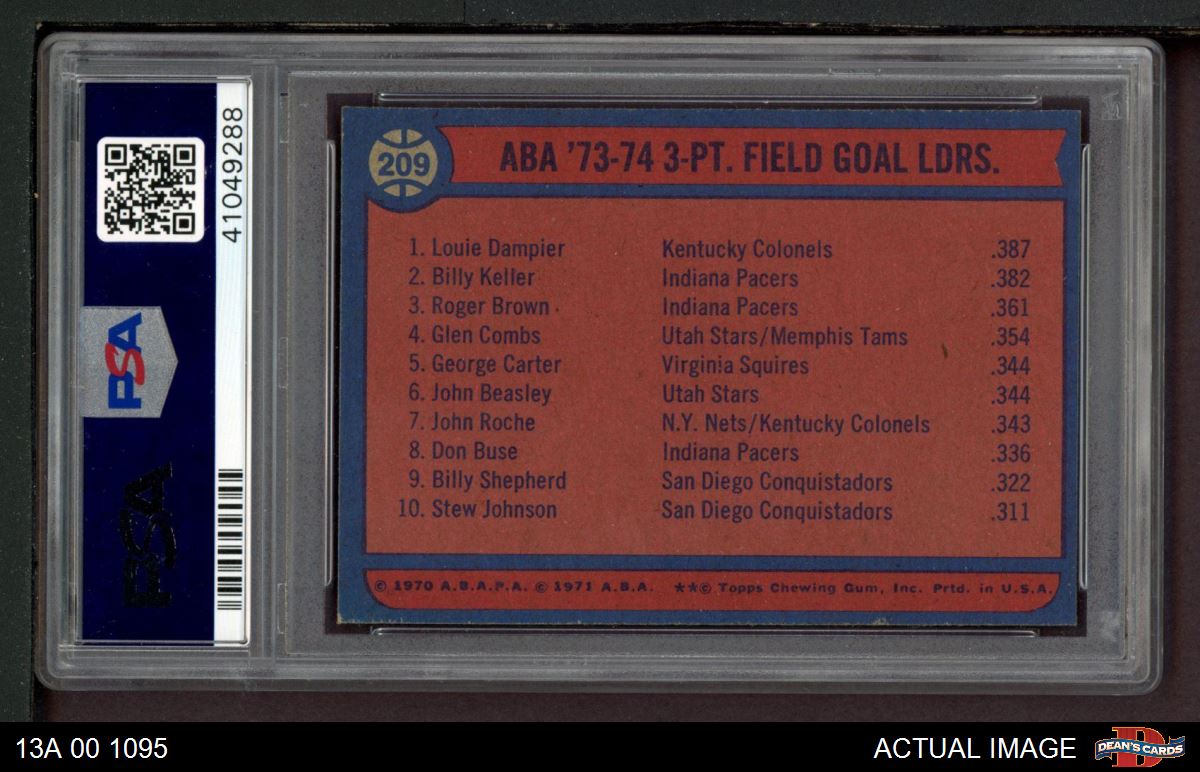 41049288
PSA
PSA
209
ABA '73-74 3-PT. FIELD GOAL LDRS.
1. Louie Dampier Kentucky Colonels .387
2. Billy Keller Indiana Pacers .382
3. Roger Brown Indiana Pacers .361
4. Glen Combs Utah Stars/Memphis Tams .354
5. George Carter Virginia Squires .344
6. John Beasley Utah Stars .344
7. John Roche N.Y. Nets/Kentucky Colonels .343
8. Don Buse Indiana Pacers .336
9. Billy Shepherd San Diego Conquistadors .322
10. Stew Johnson San Diego Conquistadors .311
© 1970 A.B.A.P.A. © 1971 A.B.A. **© Topps Chewing Gum, Inc. Prtd. in U.S.A.
13A 00 1095
ACTUAL IMAGE
D
DEAN'S CARDS